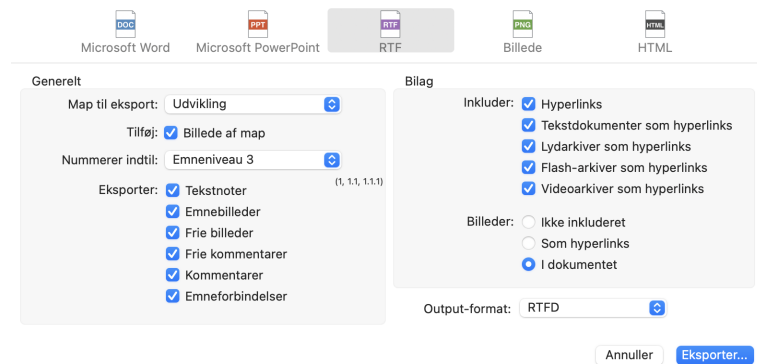 DOC
PPT
RTF
PNG
HTML
Microsoft Word
Microsoft PowerPoint
RTF
Billede
HTML
Generelt
Map til eksport: Udvikling
Tilføj: Billede af map
Nummerer indtil: Emneniveau 3
(1, 1.1, 1.1.1)
Eksporter: Tekstnoter
Emnebilleder
Frie billeder
Frie kommentarer
Kommentarer
Emneforbindelser
Bilag
Inkluder: Hyperlinks
Tekstdokumenter som hyperlinks
Lydarkiver som hyperlinks
Flash-arkiver som hyperlinks
Videoarkiver som hyperlinks
Billeder: Ikke inkluderet
Som hyperlinks
I dokumentet
Output-format: RTFD
Annuller
Eksporter...